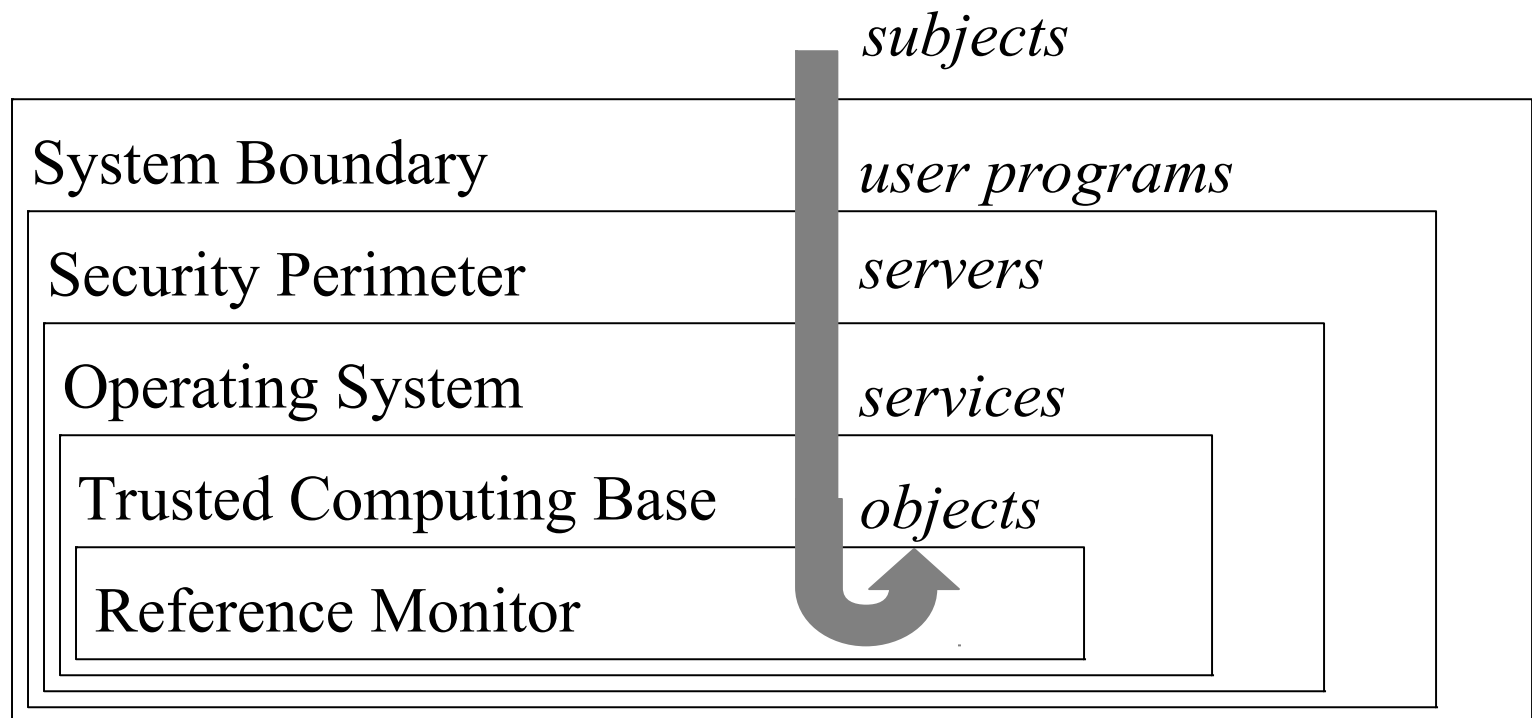 subjects
System Boundary
user programs
Security Perimeter
servers
Operating System
services
Trusted Computing Base
objects
Reference Monitor